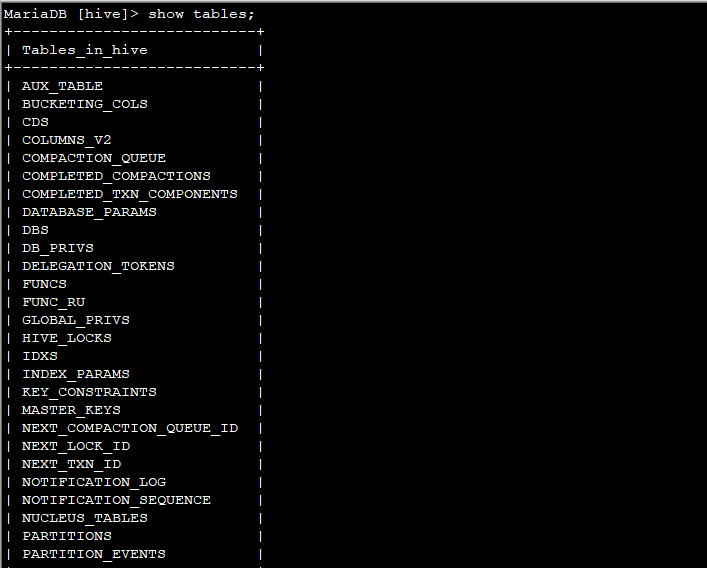 MariaDB [hive]> show tables;
+---------------------------+
| Tables_in_hive            |
+---------------------------+
| AUX_TABLE                 |
| BUCKETING_COLS            |
| CDS                       |
| COLUMNS_V2                |
| COMPACTION_QUEUE          |
| COMPLETED_COMPACTIONS     |
| COMPLETED_TXN_COMPONENTS  |
| DATABASE_PARAMS           |
| DBS                       |
| DB_PRIVS                  |
| DELEGATION_TOKENS         |
| FUNCS                     |
| FUNC_RU                   |
| GLOBAL_PRIVS              |
| HIVE_LOCKS                |
| IDXS                      |
| INDEX_PARAMS              |
| KEY_CONSTRAINTS           |
| MASTER_KEYS               |
| NEXT_COMPACTION_QUEUE_ID  |
| NEXT_LOCK_ID              |
| NEXT_TXN_ID               |
| NOTIFICATION_LOG          |
| NOTIFICATION_SEQUENCE     |
| NUCLEUS_TABLES            |
| PARTITIONS                |
| PARTITION_EVENTS          |